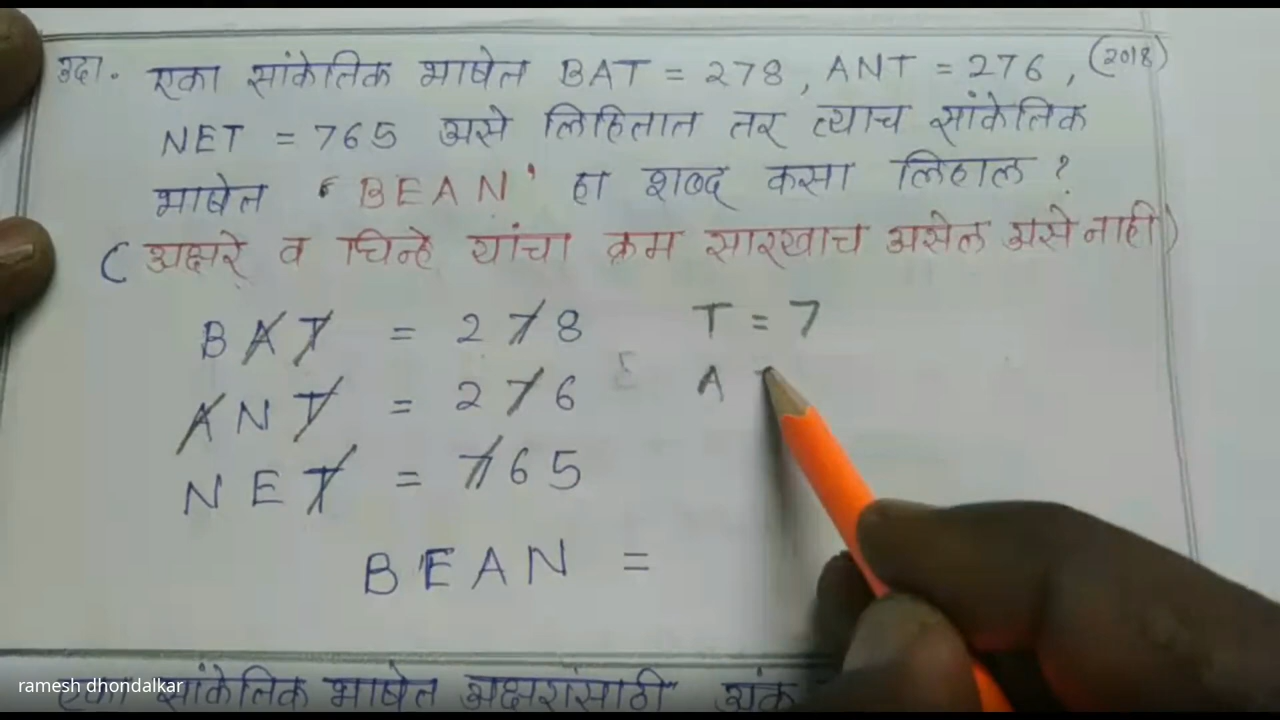 उदा. एका सांकेतिक भाषेत BAT = 278, ANT = 276, (2018)
NET = 765 असे लिहितात तर त्याच सांकेतिक
भाषेत 'BEAN' हा शब्द कसा लिहाल ?
( अक्षरे व चिन्हे यांचा क्रम सारखाच असेल असे नाही )
BAT = 278 T = 7
ANT = 276 A
NET = 765
BEAN =
एका सांकेतिक भाषेत अक्षरांसाठी अंक
ramesh dhondalkar